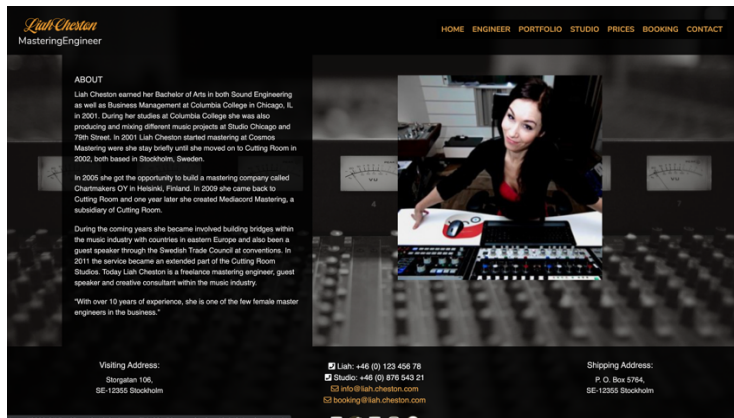 Liah Cheston
MasteringEngineer
HOME ENGINEER PORTFOLIO STUDIO PRICES BOOKING CONTACT
ABOUT
Liah Cheston earned her Bachelor of Arts in both Sound Engineering
as well as Business Management at Columbia College in Chicago, IL
in 2001. During her studies at Columbia College she was also
producing and mixing different music projects at Studio Chicago and
79th Street. In 2001 Liah Cheston started mastering at Cosmos
Mastering were she stay briefly until she moved on to Cutting Room in
2002, both based in Stockholm, Sweden.
In 2005 she got the opportunity to build a mastering company called
Chartmakers OY in Helsinki, Finland. In 2009 she came back to
Cutting Room and one year later she created Mediacord Mastering, a
subsidiary of Cutting Room.
During the coming years she became involved building bridges within
the music industry with countries in eastern Europe and also been a
guest speaker through the Swedish Trade Council at conventions. In
2011 the service became an extended part of the Cutting Room
Studios. Today Liah Cheston is a freelance mastering engineer, guest
speaker and creative consultant within the music industry.
"With over 10 years of experience, she is one of the few female master
engineers in the business."
VU
VU
Visiting Address:
Storgatan 106,
SE-12355 Stockholm
Liah: +46 (0) 123 456 78
Studio: +46 (0) 876 543 21
info@liah.cheston.com
booking@liah.cheston.com
Shipping Address:
P. O. Box 5764,
SE-12355 Stockholm